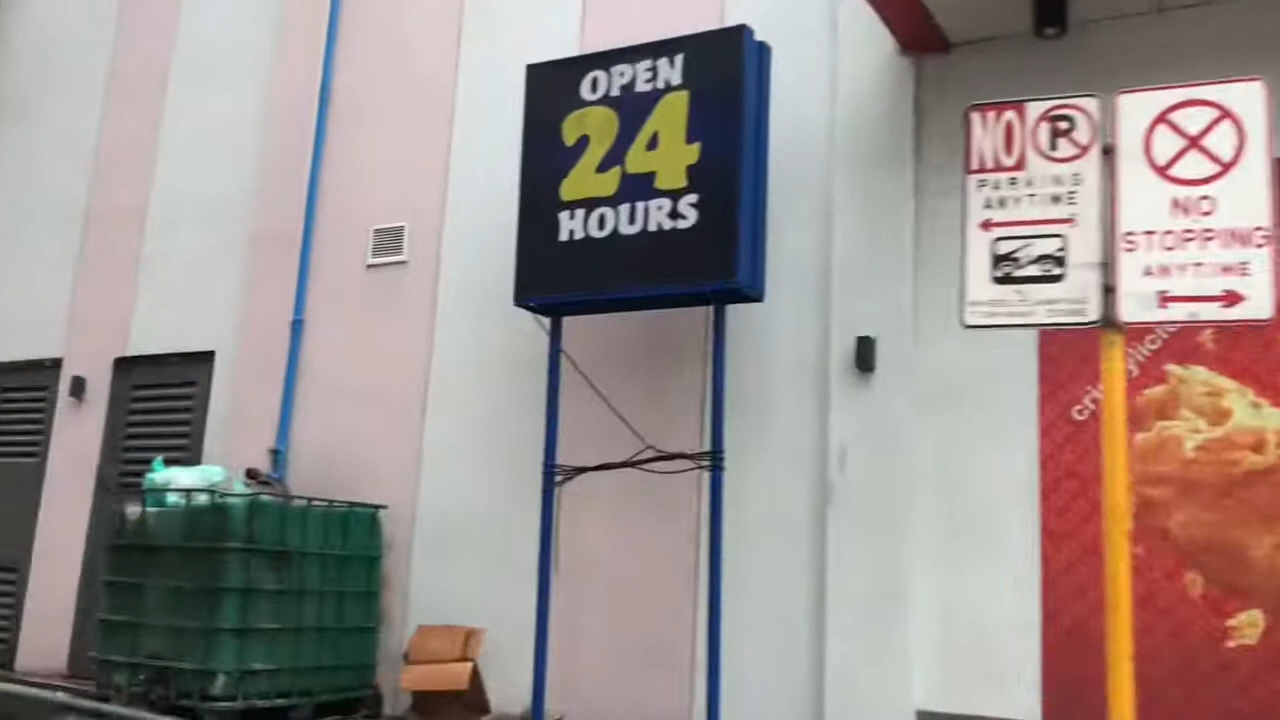 OPEN
24
HOURS
NO P
PARKING
ANYTIME
NO
STOPPING
ANYTIME